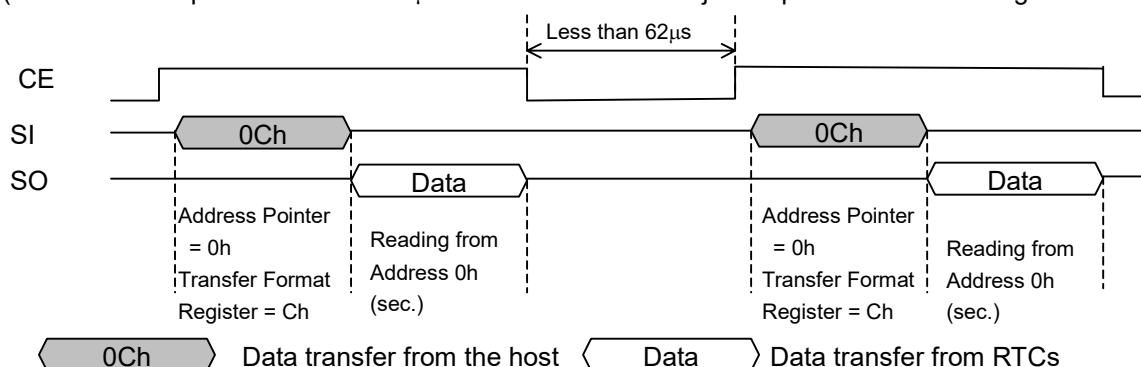 Less than 62μs
CE
SI 0Ch 0Ch
SO Data Data
Address Pointer
= 0h
Transfer Format
Register = Ch
Reading from
Address 0h
(sec.)
Address Pointer
= 0h
Transfer Format
Register = Ch
Reading from
Address 0h
(sec.)
0Ch Data transfer from the host Data Data transfer from RTCs